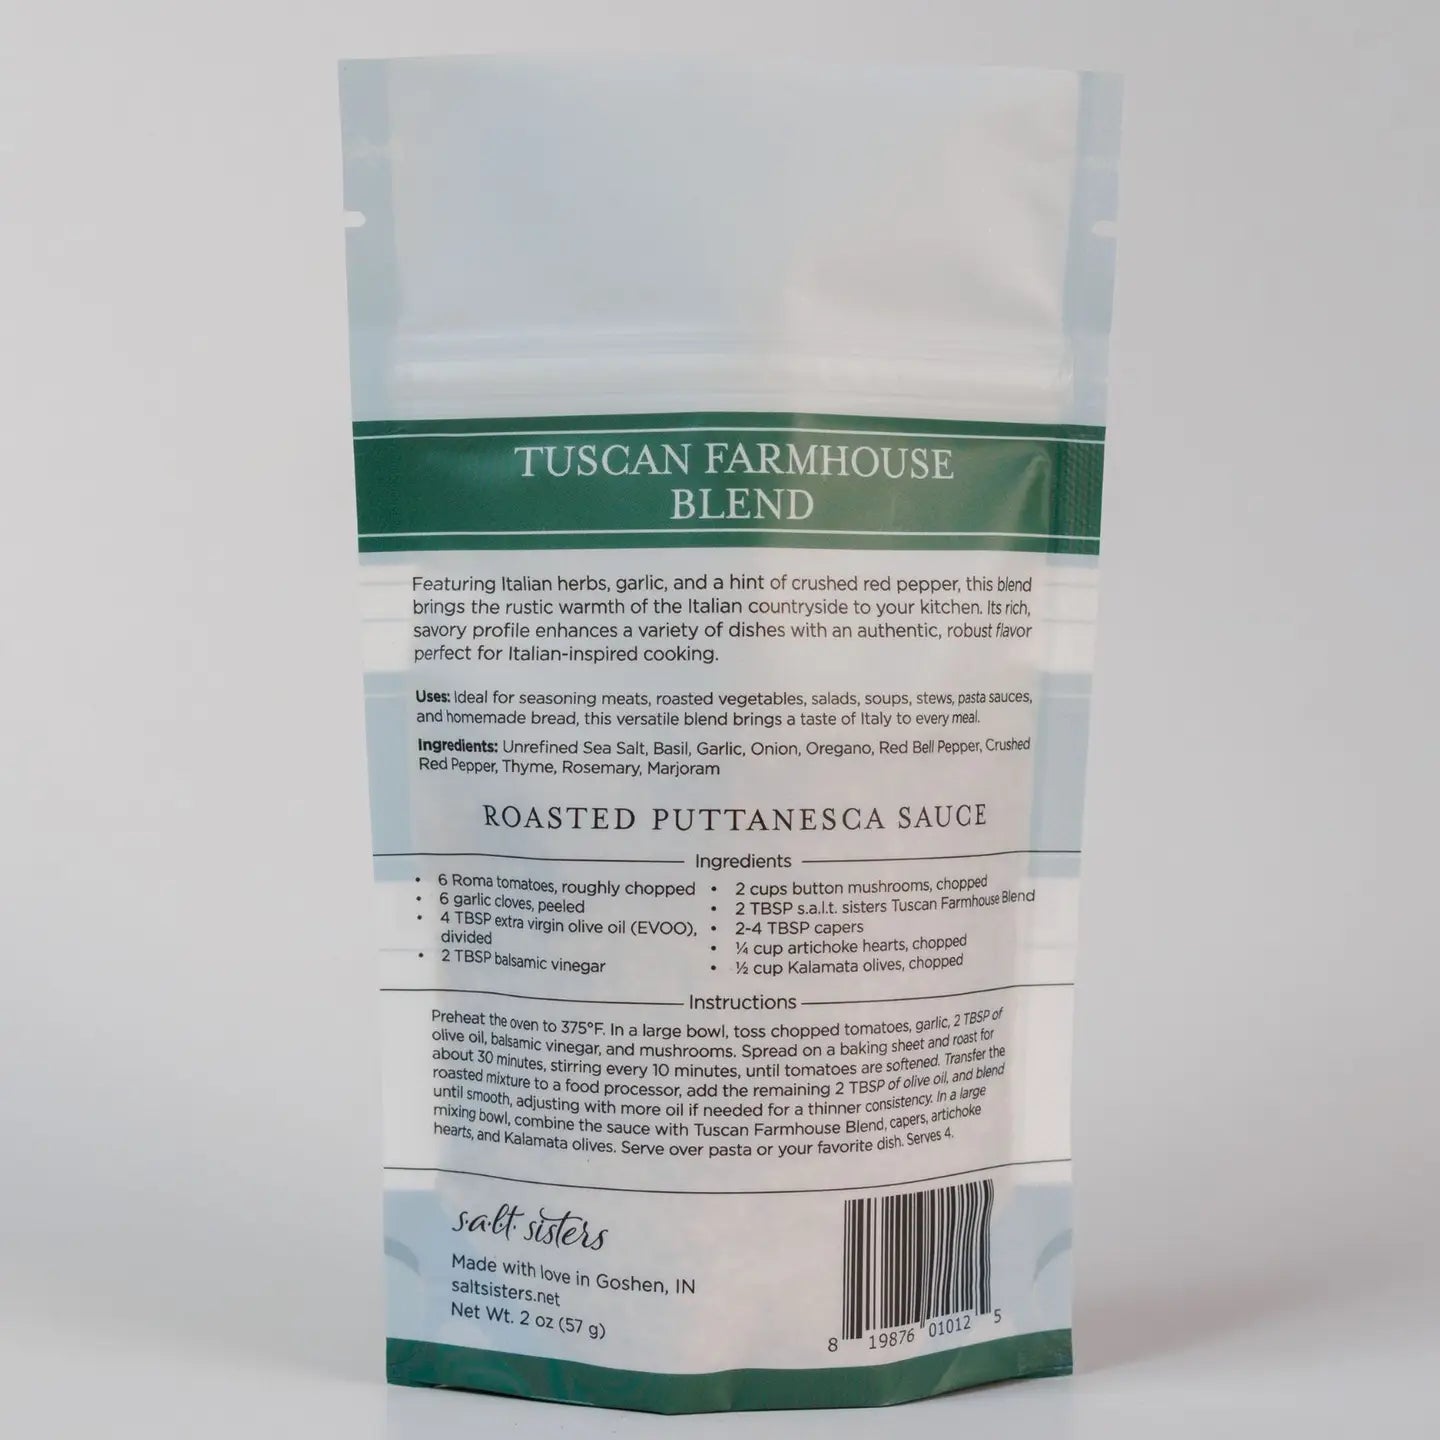 TUSCAN FARMHOUSE
BLEND
Featuring Italian herbs, garlic, and a hint of crushed red pepper, this blend
brings the rustic warmth of the Italian countryside to your kitchen. Its rich,
savory profile enhances a variety of dishes with an authentic, robust flavor
perfect for Italian-inspired cooking.
Uses: Ideal for seasoning meats, roasted vegetables, salads, soups, stews, pasta sauces,
and homemade bread, this versatile blend brings a taste of Italy to every meal.
Ingredients: Unrefined Sea Salt, Basil, Garlic, Onion, Oregano, Red Bell Pepper, Crushed
Red Pepper, Thyme, Rosemary, Marjoram
ROASTED PUTTANESCA SAUCE
Ingredients
• 6 Roma tomatoes, roughly chopped
• 6 garlic cloves, peeled
• 4 TBSP extra virgin olive oil (EVOO),
divided
• 2 TBSP balsamic vinegar
• 2 cups button mushrooms, chopped
• 2 TBSP s.a.l.t. sisters Tuscan Farmhouse Blend
• 2-4 TBSP capers
• ¼ cup artichoke hearts, chopped
• ½ cup Kalamata olives, chopped
Instructions
Preheat the oven to 375°F. In a large bowl, toss chopped tomatoes, garlic, 2 TBSP of
olive oil, balsamic vinegar, and mushrooms. Spread on a baking sheet and roast for
about 30 minutes, stirring every 10 minutes, until tomatoes are softened. Transfer the
roasted mixture to a food processor, add the remaining 2 TBSP of olive oil, and blend
until smooth, adjusting with more oil if needed for a thinner consistency. In a large
mixing bowl, combine the sauce with Tuscan Farmhouse Blend, capers, artichoke
hearts, and Kalamata olives. Serve over pasta or your favorite dish. Serves 4.
s.a.l.t. sisters
Made with love in Goshen, IN
saltsisters.net
Net Wt. 2 oz (57 g)
8 19876 01012 5